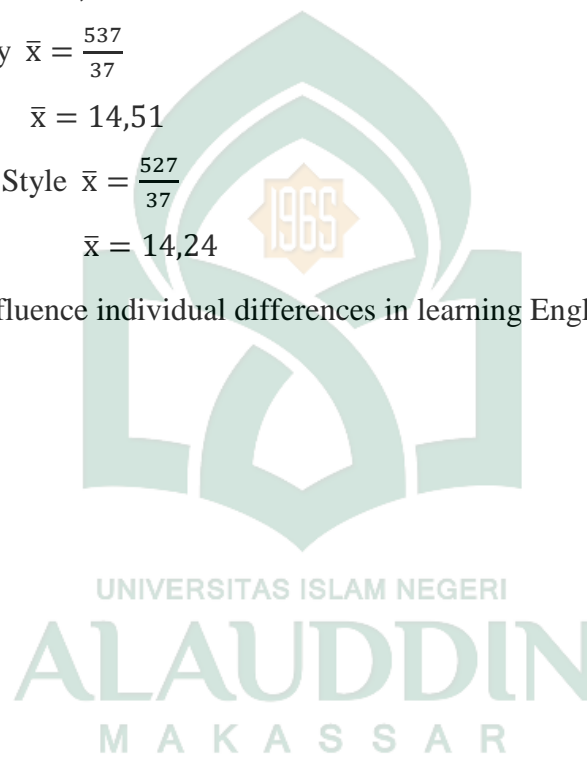 y x̄ = 537/37
x̄ = 14,51
Style x̄ = 527/37
x̄ = 14,24
1965
fluence individual differences in learning Engl
UNIVERSITAS ISLAM NEGERI
ALAUDDIN
MAKASSAR